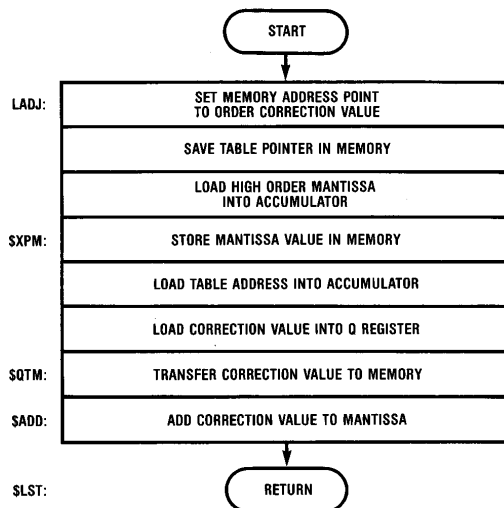 START
LADJ: SET MEMORY ADDRESS POINT
TO ORDER CORRECTION VALUE
SAVE TABLE POINTER IN MEMORY
LOAD HIGH ORDER MANTISSA
INTO ACCUMULATOR
$XPM: STORE MANTISSA VALUE IN MEMORY
LOAD TABLE ADDRESS INTO ACCUMULATOR
LOAD CORRECTION VALUE INTO Q REGISTER
$QTM: TRANSFER CORRECTION VALUE TO MEMORY
$ADD: ADD CORRECTION VALUE TO MANTISSA
$LST: RETURN